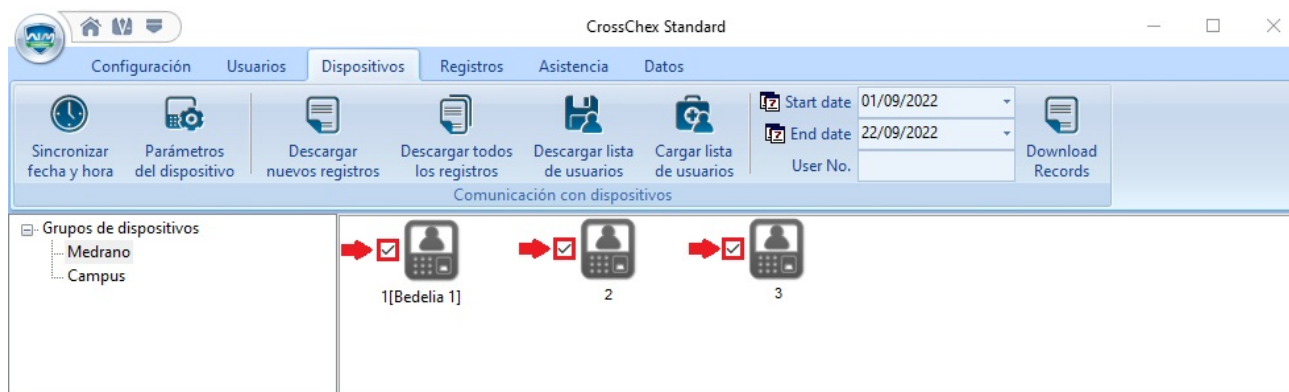 CrossChex Standard
Configuración Usuarios Dispositivos Registros Asistencia Datos
Sincronizar
fecha y hora
Parámetros
del dispositivo
Descargar
nuevos registros
Descargar todos
los registros
Descargar lista
de usuarios
Cargar lista
de usuarios
Start date 01/09/2022
End date 22/09/2022
User No.
Download
Records
Comunicación con dispositivos
Grupos de dispositivos
Medrano
Campus
1[Bedelia 1]
2
3